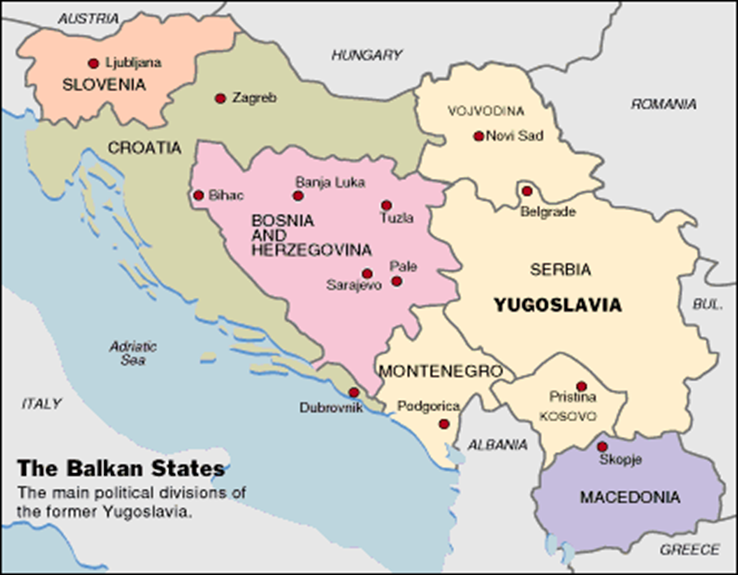 AUSTRIA
HUNGARY
Ljubljana
SLOVENIA
Zagreb
ROMANIA
VOJVODINA
Novi Sad
CROATIA
Banja Luka
Bihac
Tuzla
Belgrade
BOSNIA
AND
HERZEGOVINA
Pale
Sarajevo
SERBIA
YUGOSLAVIA
BUL.
Adriatic
Sea
MONTENEGRO
ITALY
Dubrovnik
Podgorica
Pristina
KOSOVO
ALBANIA
Skopje
MACEDONIA
GREECE
The Balkan States
The main political divisions of
the former Yugoslavia.